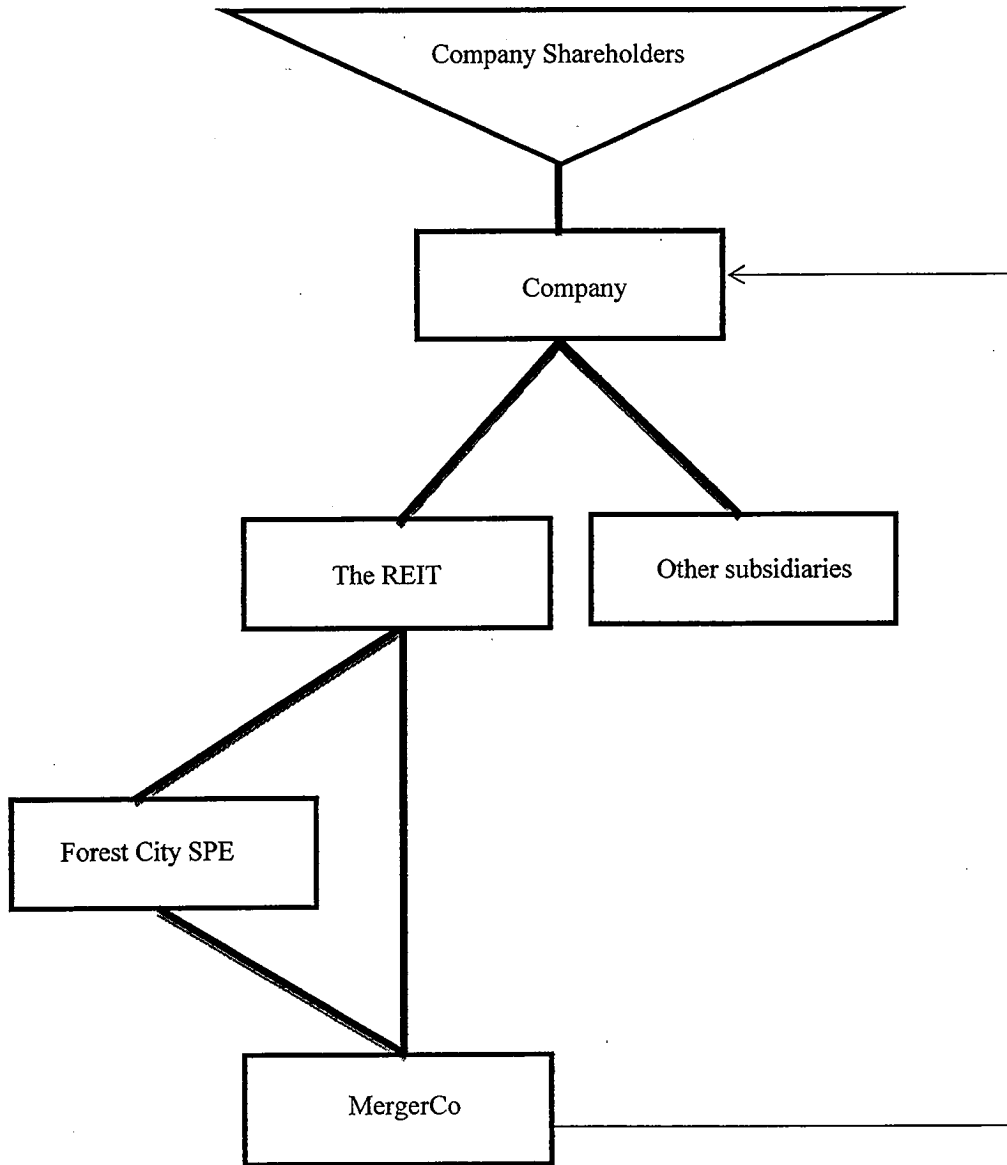 Company Shareholders
Company
The REIT
Other subsidiaries
Forest City SPE
MergerCo